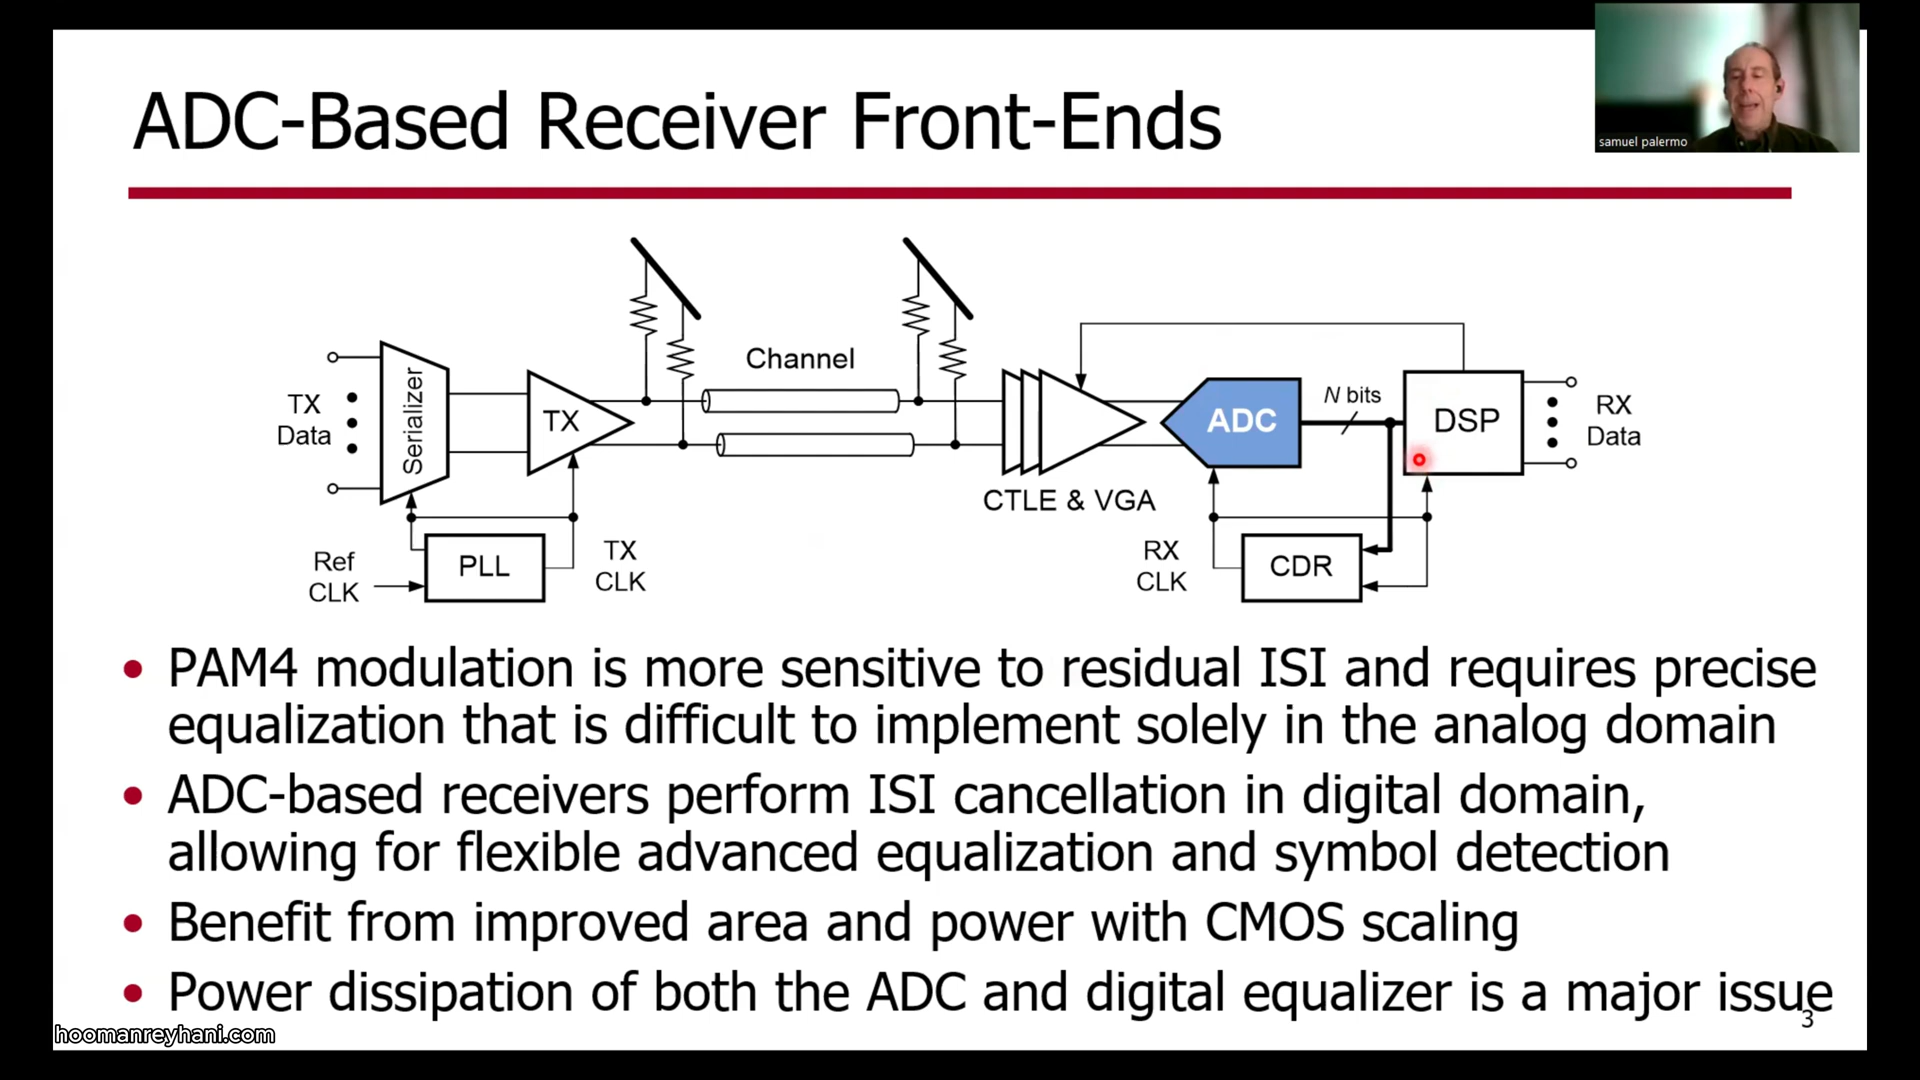 ADC-Based Receiver Front-Ends
samuel palermo
Channel
TX
Data
Serializer
TX
CTLE & VGA
ADC
N bits
DSP
RX
Data
Ref
CLK
PLL
TX
CLK
RX
CLK
CDR
• PAM4 modulation is more sensitive to residual ISI and requires precise
equalization that is difficult to implement solely in the analog domain
• ADC-based receivers perform ISI cancellation in digital domain,
allowing for flexible advanced equalization and symbol detection
• Benefit from improved area and power with CMOS scaling
• Power dissipation of both the ADC and digital equalizer is a major issue
3
hoomanreyhani.com